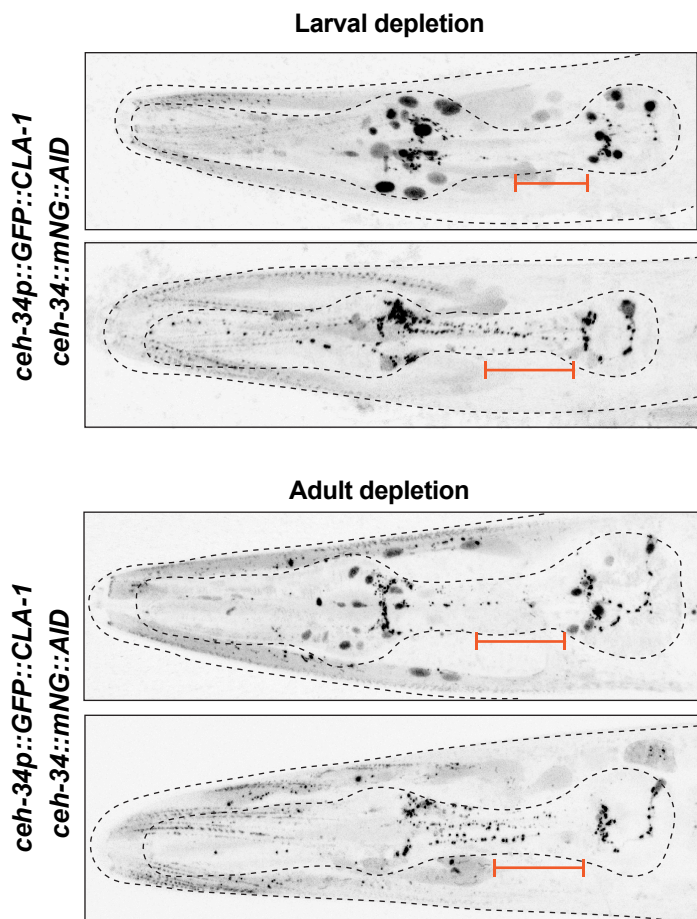 Larval depletion
ceh-34p::GFP::CLA-1
ceh-34::mNG::AID
Adult depletion
ceh-34p::GFP::CLA-1
ceh-34::mNG::AID